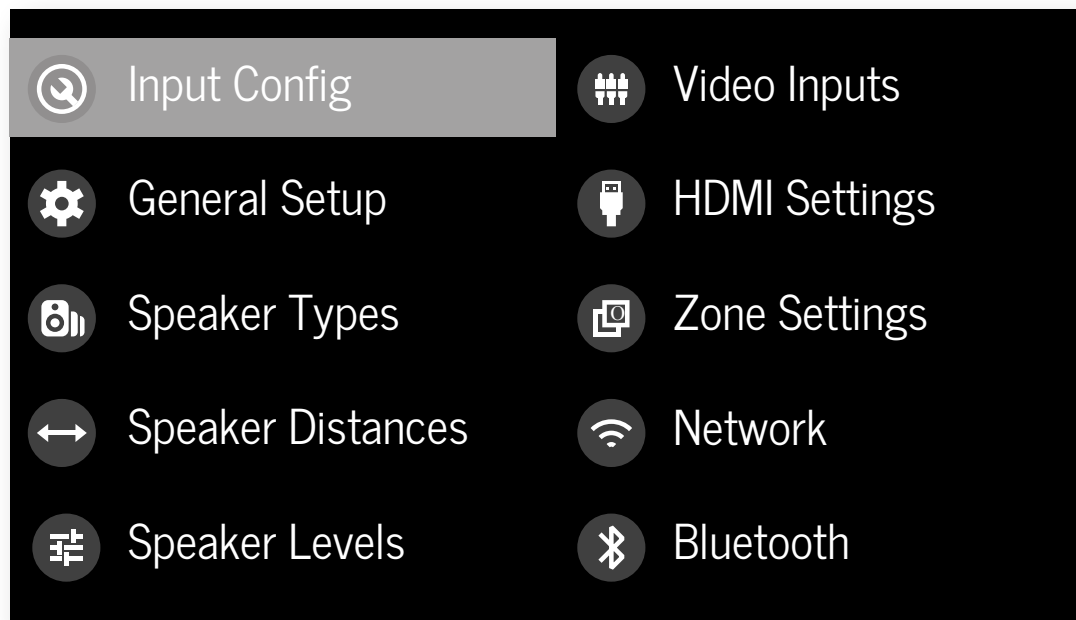 Input Config
General Setup
Speaker Types
Speaker Distances
Speaker Levels
Video Inputs
HDMI Settings
O
Zone Settings
Network
Bluetooth